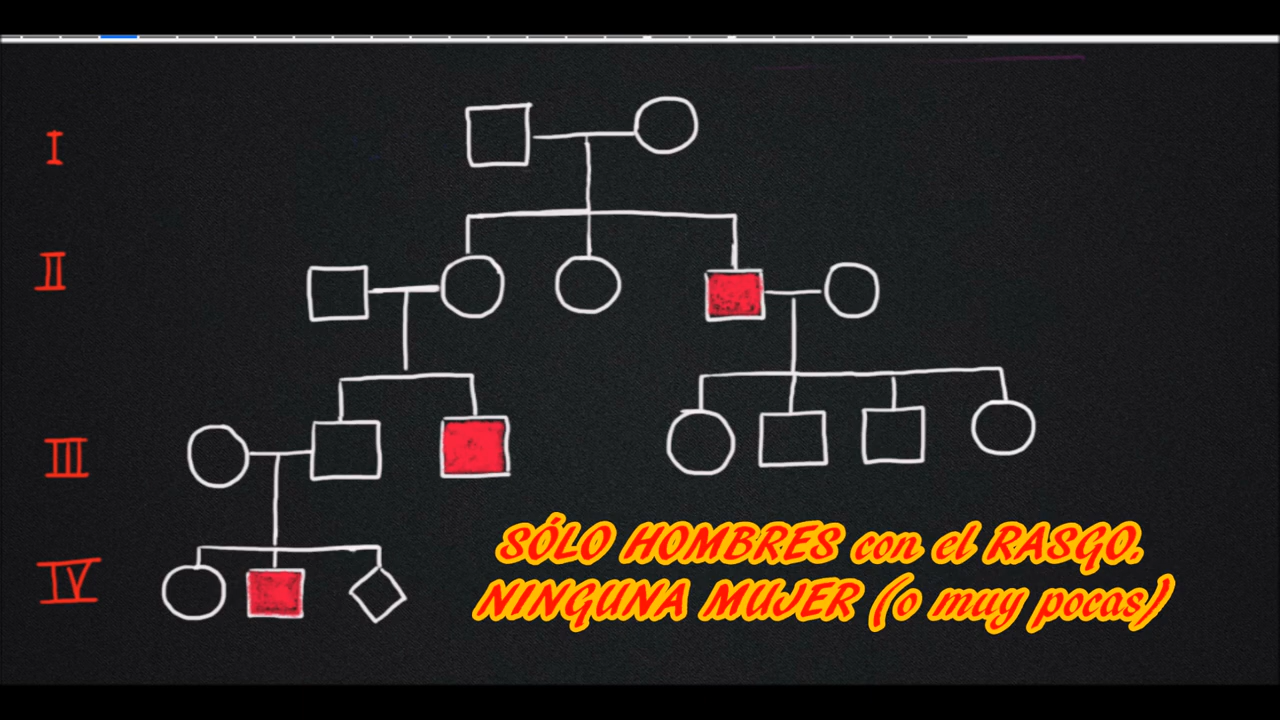 I
II
III
SÓLO HOMBRES con el RASGO.
IV
NINGUNA MUJER (o muy pocas)